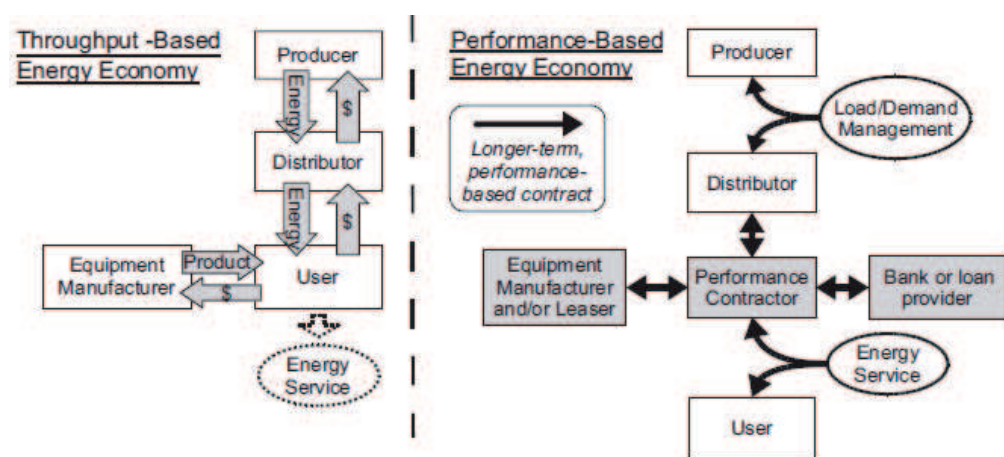 Throughput -Based
Energy Economy
Producer
Energy
$
Distributor
Energy
$
Equipment
Manufacturer
Product
$
User
Energy
Service
Performance-Based
Energy Economy
Longer-term,
performance-
based contract
Producer
Load/Demand
Management
Distributor
Equipment
Manufacturer
and/or Leaser
Performance
Contractor
Bank or loan
provider
Energy
Service
User